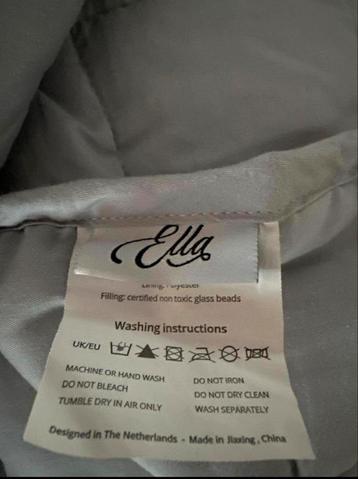 Ella
Lining: Polyester
Filling: certified non toxic glass beads
Washing instructions
UK/EU
MACHINE OR HAND WASH
DO NOT BLEACH
TUMBLE DRY IN AIR ONLY
DO NOT IRON
DO NOT DRY CLEAN
WASH SEPARATELY
Designed in The Netherlands - Made in Jiaxing, China